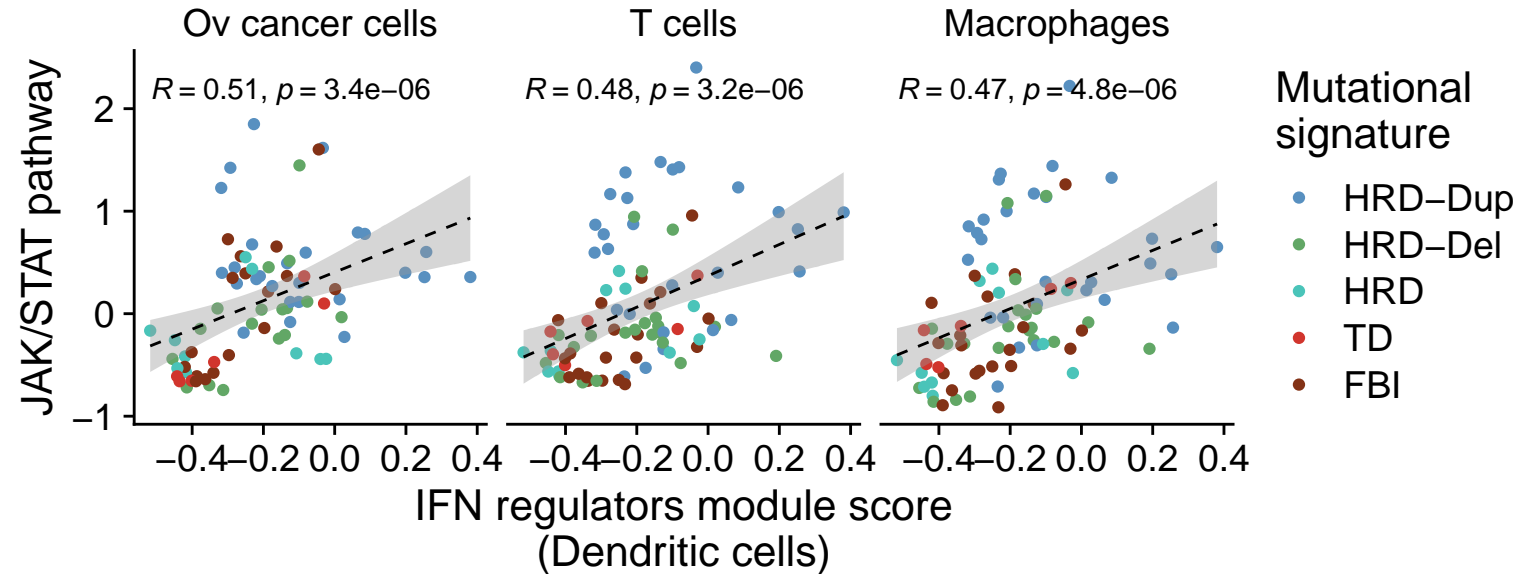 Ov cancer cells
T cells
Macrophages
R = 0.51, p = 3.4e−06
R = 0.48, p = 3.2e−06
R = 0.47, p = 4.8e−06
JAK/STAT pathway
2
1
0
−1
−0.4 −0.2 0.0 0.2 0.4
−0.4 −0.2 0.0 0.2 0.4
−0.4 −0.2 0.0 0.2 0.4
IFN regulators module score
(Dendritic cells)
Mutational
signature
HRD−Dup
HRD−Del
HRD
TD
FBI